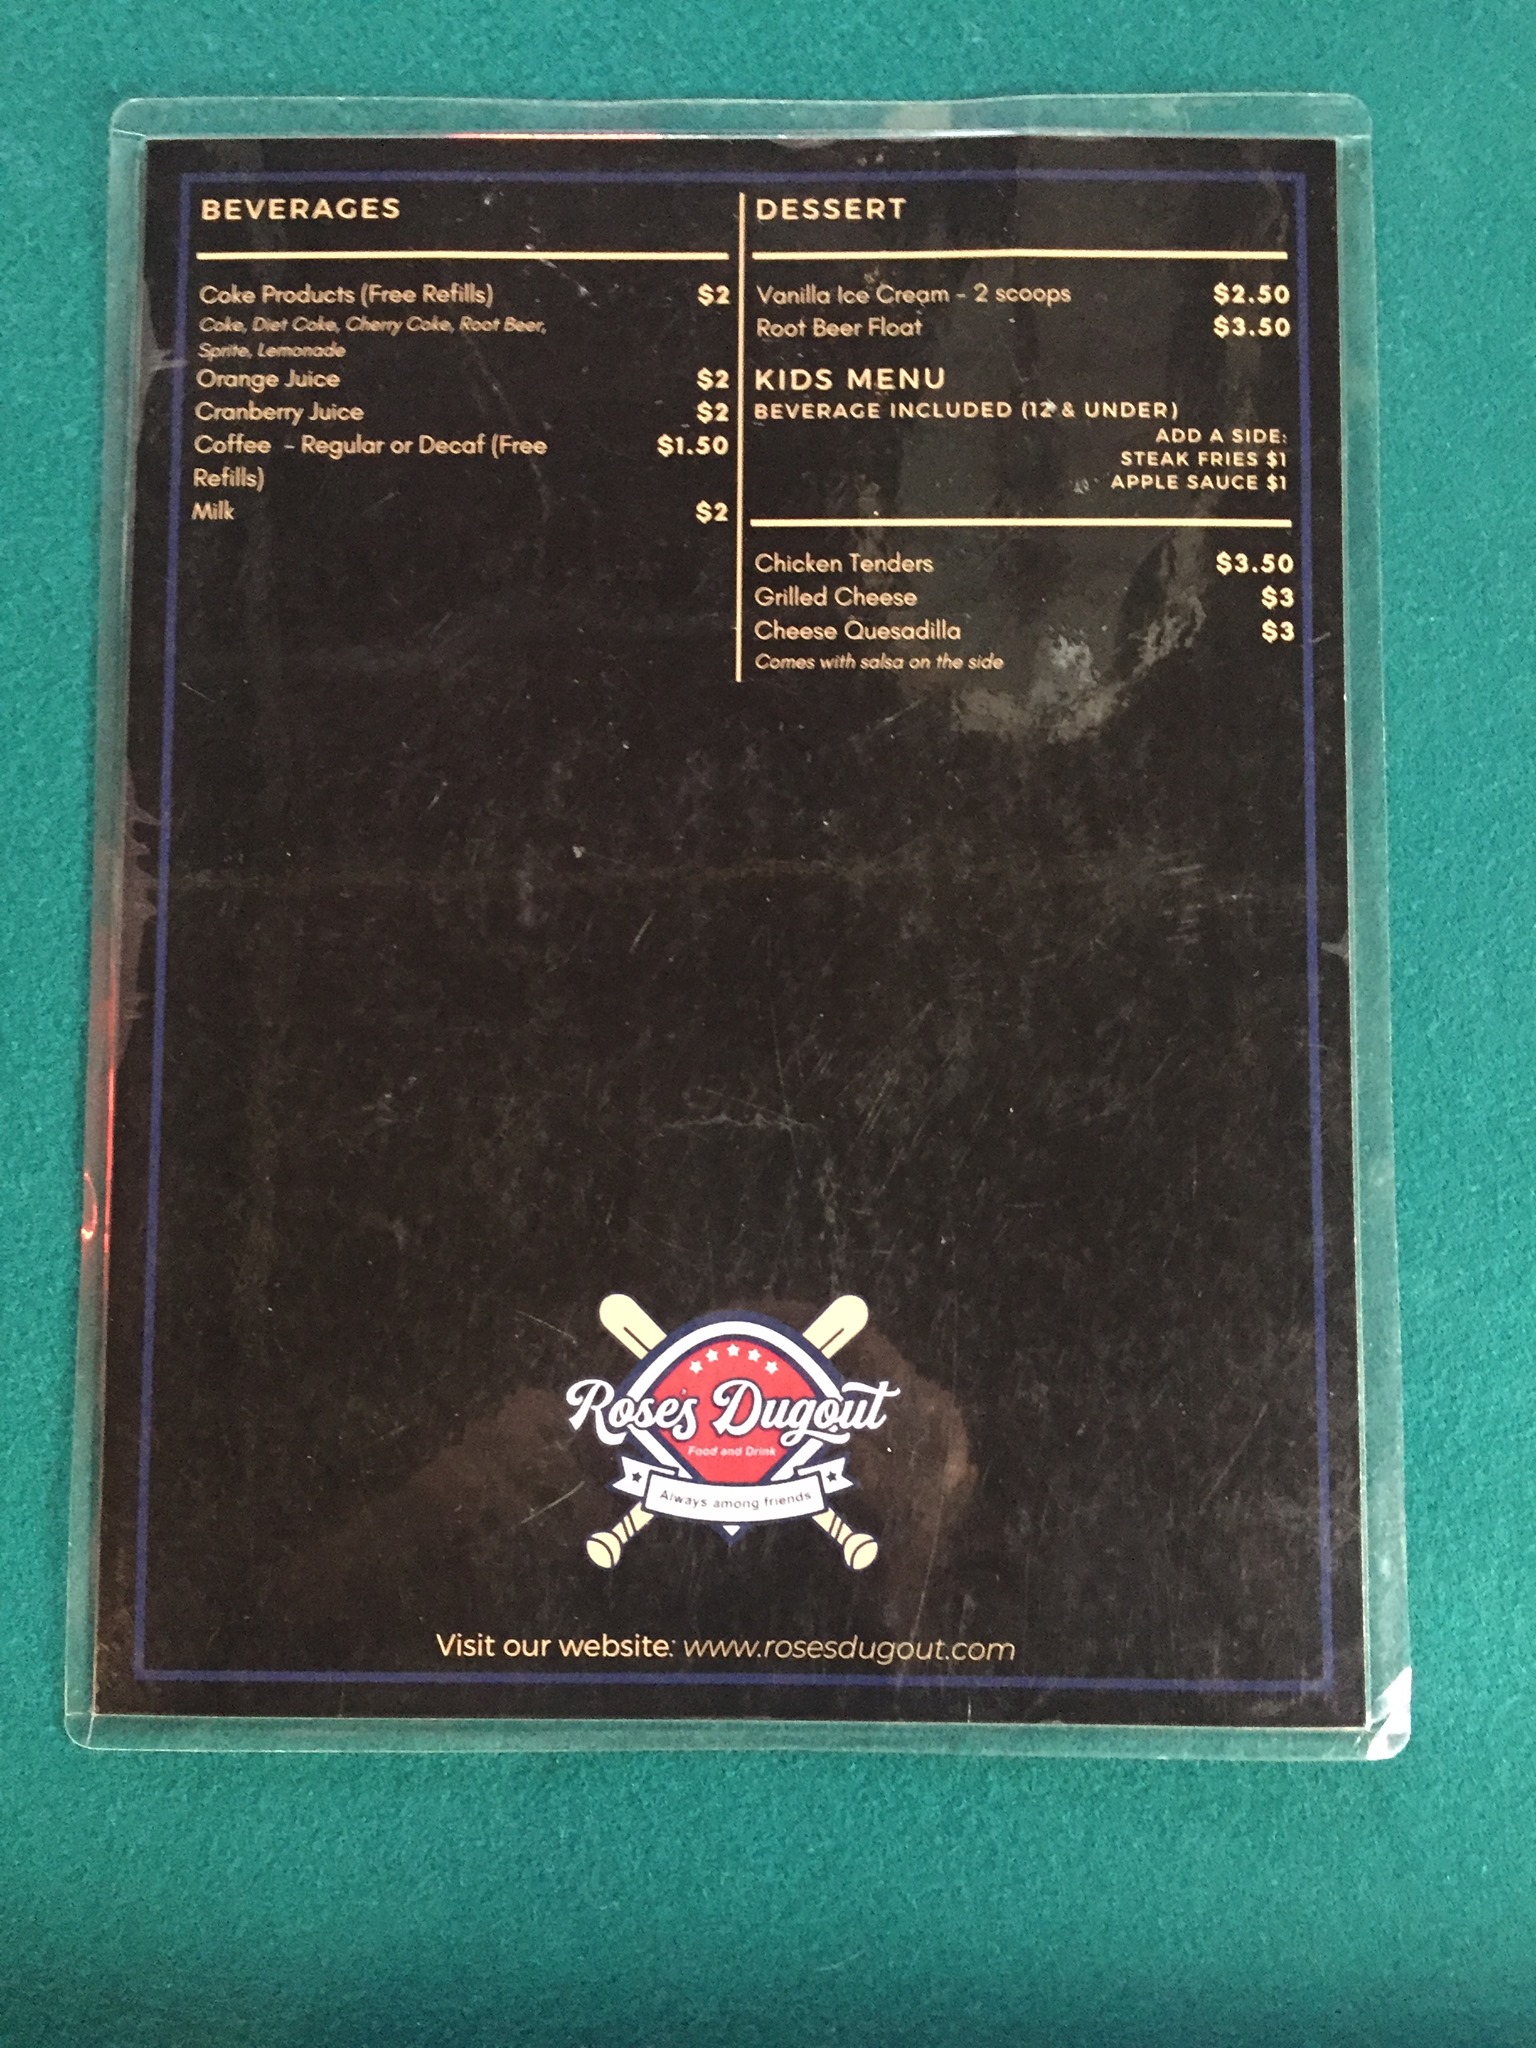 BEVERAGES
Coke Products (Free Refills) $2
Coke, Diet Coke, Cherry Coke, Root Beer,
Sprite, Lemonade
Orange Juice $2
Cranberry Juice $2
Coffee - Regular or Decaf (Free $1.50
Refills)
Milk $2
DESSERT
Vanilla Ice Cream - 2 scoops $2.50
Root Beer Float $3.50
KIDS MENU
BEVERAGE INCLUDED (12 & UNDER)
ADD A SIDE:
STEAK FRIES $1
APPLE SAUCE $1
Chicken Tenders $3.50
Grilled Cheese $3
Cheese Quesadilla $3
Comes with salsa on the side
Rose's Dugout
Food and Drink
Always among friends
Visit our website: www.rosesdugout.com